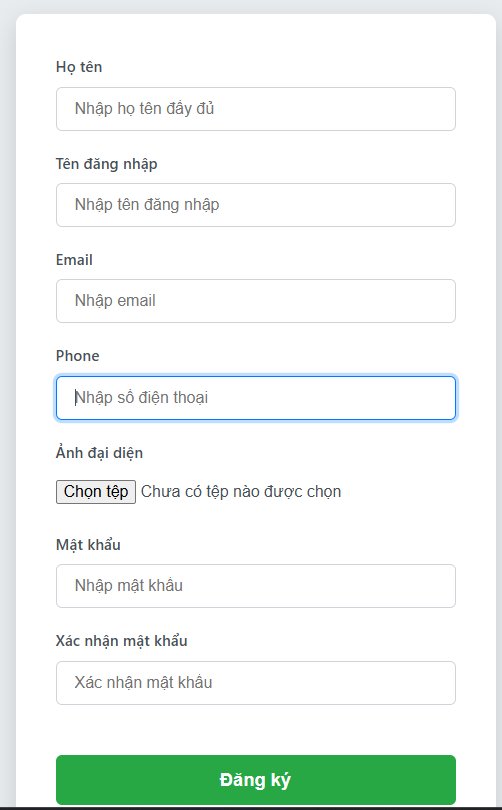 Họ tên
Nhập họ tên đầy đủ
Tên đăng nhập
Nhập tên đăng nhập
Email
Nhập email
Phone
Nhập số điện thoại
Ảnh đại diện
Chọn tệp Chưa có tệp nào được chọn
Mật khẩu
Nhập mật khẩu
Xác nhận mật khẩu
Xác nhận mật khẩu
Đăng ký